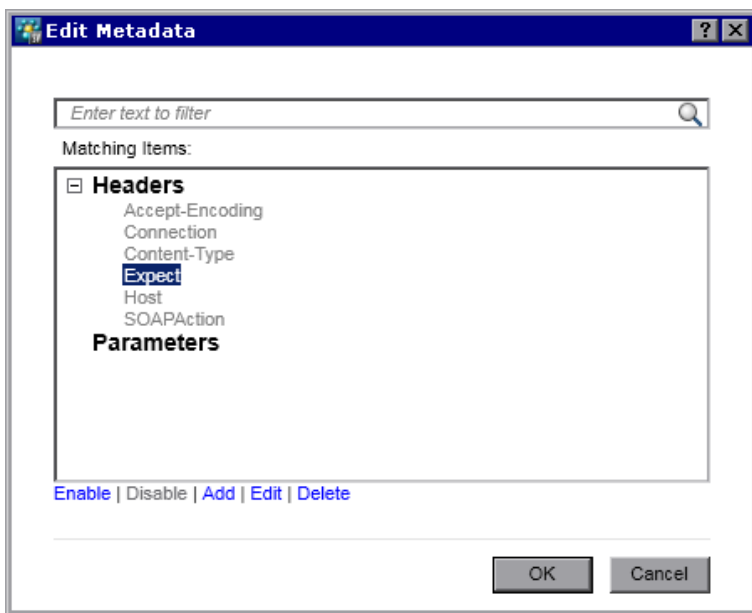 Edit Metadata
Enter text to filter
Matching Items:
Headers
Accept-Encoding
Connection
Content-Type
Expect
Host
SOAPAction
Parameters
Enable | Disable | Add | Edit | Delete
OK Cancel